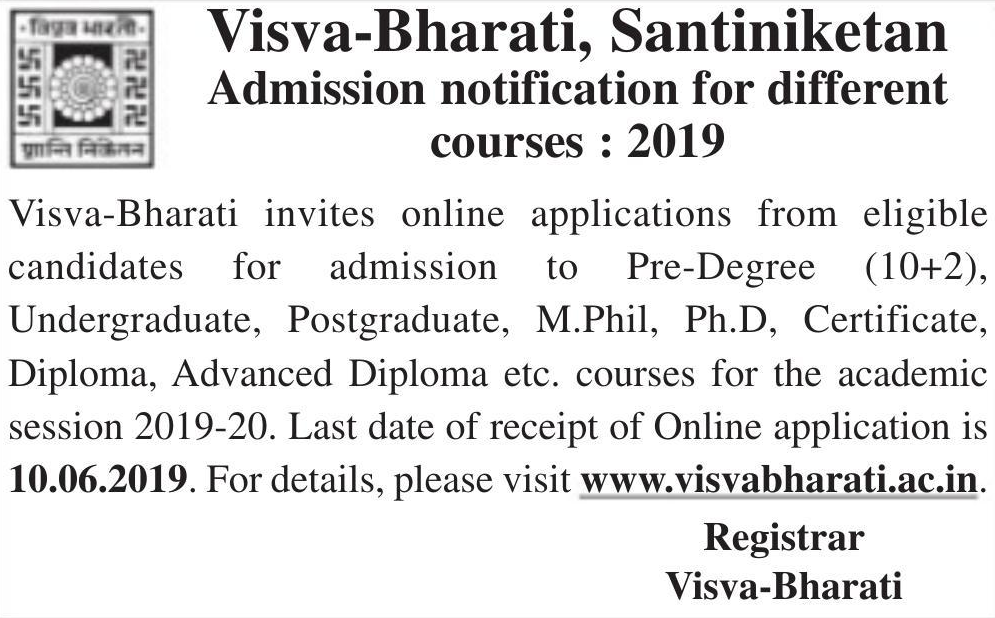 विश्व भारती
Visva-Bharati, Santiniketan
Admission notification for different
courses : 2019
शान्ति निकेतन
Visva-Bharati invites online applications from eligible
candidates for admission to Pre-Degree (10+2),
Undergraduate, Postgraduate, M.Phil, Ph.D, Certificate,
Diploma, Advanced Diploma etc. courses for the academic
session 2019-20. Last date of receipt of Online application is
10.06.2019. For details, please visit www.visvabharati.ac.in.
Registrar
Visva-Bharati